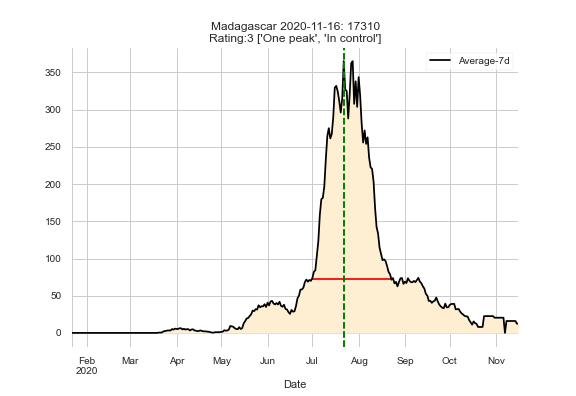 Madagascar 2020-11-16: 17310
Rating:3 ['One peak', 'In control']
Average-7d
350
300
250
200
150
100
50
0
Feb Mar Apr May Jun Jul Aug Sep Oct Nov
2020
Date